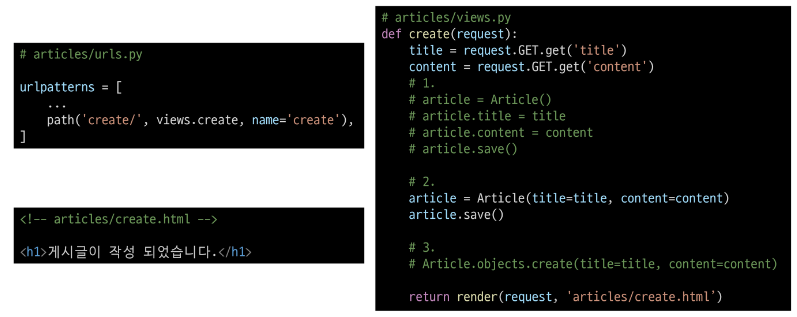 # articles/urls.py
urlpatterns = [
    ...
    path('create/', views.create, name='create'),
]
<!-- articles/create.html -->
<h1>게시글이 작성 되었습니다.</h1>
# articles/views.py
def create(request):
    title = request.GET.get('title')
    content = request.GET.get('content')
    # 1.
    # article = Article()
    # article.title = title
    # article.content = content
    # article.save()
    # 2.
    article = Article(title=title, content=content)
    article.save()
    # 3.
    # Article.objects.create(title=title, content=content)
    return render(request, 'articles/create.html’)